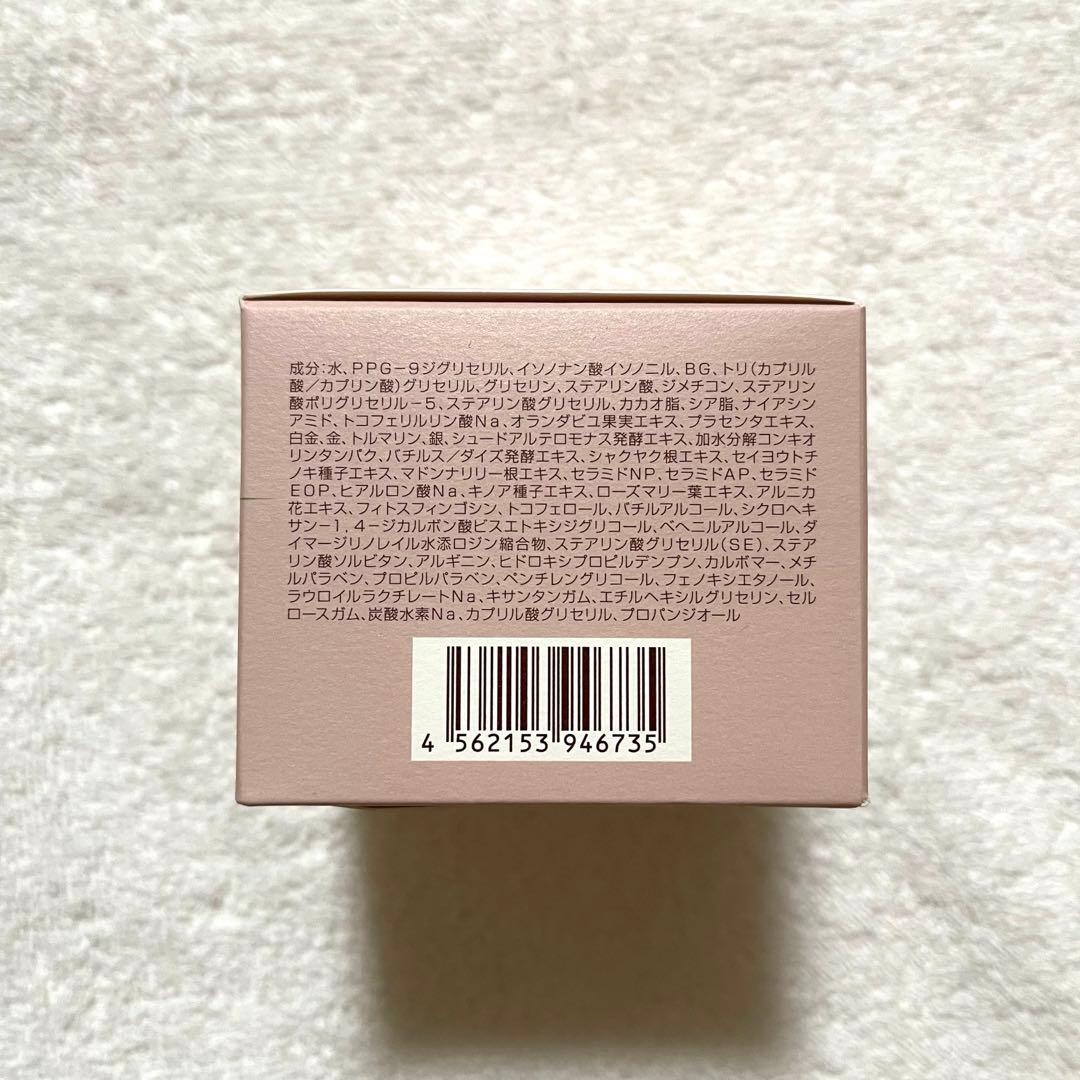 成分:水、PPG-9ジグリセリル、イソノナン酸イソノニル、BG、トリ(カプリル
酸/カプリン酸)グリセリル、グリセリン、ステアリン酸、ジメチコン、ステアリン
酸ポリグリセリル-5、ステアリン酸グリセリル、カカオ脂、シア脂、ナイアシン
アミド、トコフェリルリン酸Na、オランダビユ果実エキス、プラセンタエキス、
白金、金、トルマリン、銀、シュードアルテロモナス発酵エキス、加水分解コンキオ
リンタンパク、バチルス/ダイズ発酵エキス、シャクヤク根エキス、セイヨウトチ
ノキ種子エキス、マドンナリリー根エキス、セラミドNP、セラミドAP、セラミド
EOP、ヒアルロン酸Na、キノア種子エキス、ローズマリー葉エキス、アルニカ
花エキス、フィトスフィンゴシン、トコフェロール、バチルアルコール、シクロヘキ
サン-1,4-ジカルボン酸ビスエトキシジグリコール、ベヘニルアルコール、ダ
イマージリノレイル水添ロジン縮合物、ステアリン酸グリセリル(SE)、ステア
リン酸ソルビタン、アルギニン、ヒドロキシプロピルデンプン、カルボマー、メチ
ルパラベン、プロピルパラベン、ペンチレングリコール、フェノキシエタノール、
ラウロイルラクチレートNa、キサンタンガム、エチルヘキシルグリセリン、セル
ロースガム、炭酸水素Na、カプリル酸グリセリル、プロパンジオール
4 562153 946735